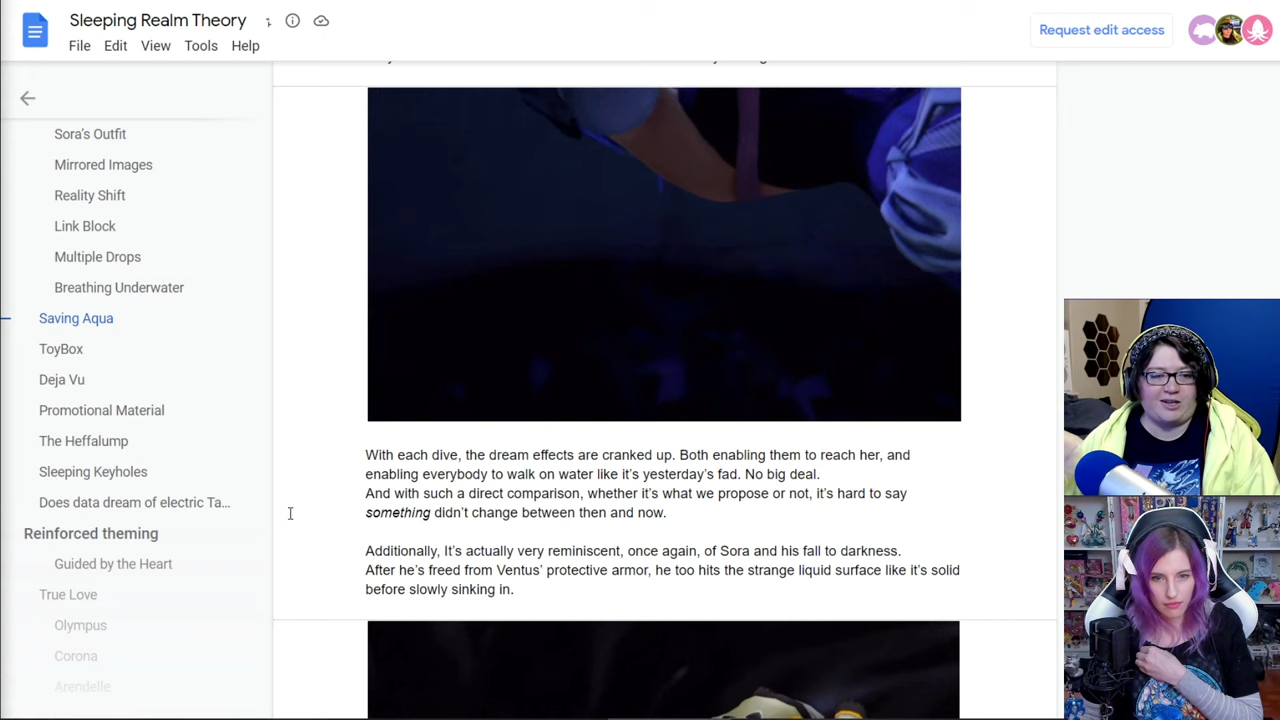 Sleeping Realm Theory
File Edit View Tools Help
Request edit access
Sora's Outfit
Mirrored Images
Reality Shift
Link Block
Multiple Drops
Breathing Underwater
Saving Aqua
ToyBox
Deja Vu
Promotional Material
The Heffalump
Sleeping Keyholes
Does data dream of electric Ta...
Reinforced theming
Guided by the Heart
True Love
Olympus
Corona
Arendelle
With each dive, the dream effects are cranked up. Both enabling them to reach her, and
enabling everybody to walk on water like it's yesterday's fad. No big deal.
And with such a direct comparison, whether it's what we propose or not, it's hard to say
something didn't change between then and now.
Additionally, It's actually very reminiscent, once again, of Sora and his fall to darkness.
After he's freed from Ventus' protective armor, he too hits the strange liquid surface like it's solid
before slowly sinking in.